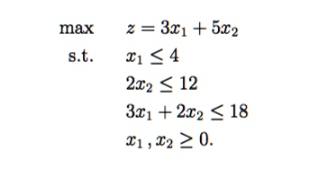 max z = 3x₁ + 5x₂
s.t. x₁ ≤ 4
2x₂ ≤ 12
3x₁ + 2x₂ ≤ 18
x₁ , x₂ ≥ 0.